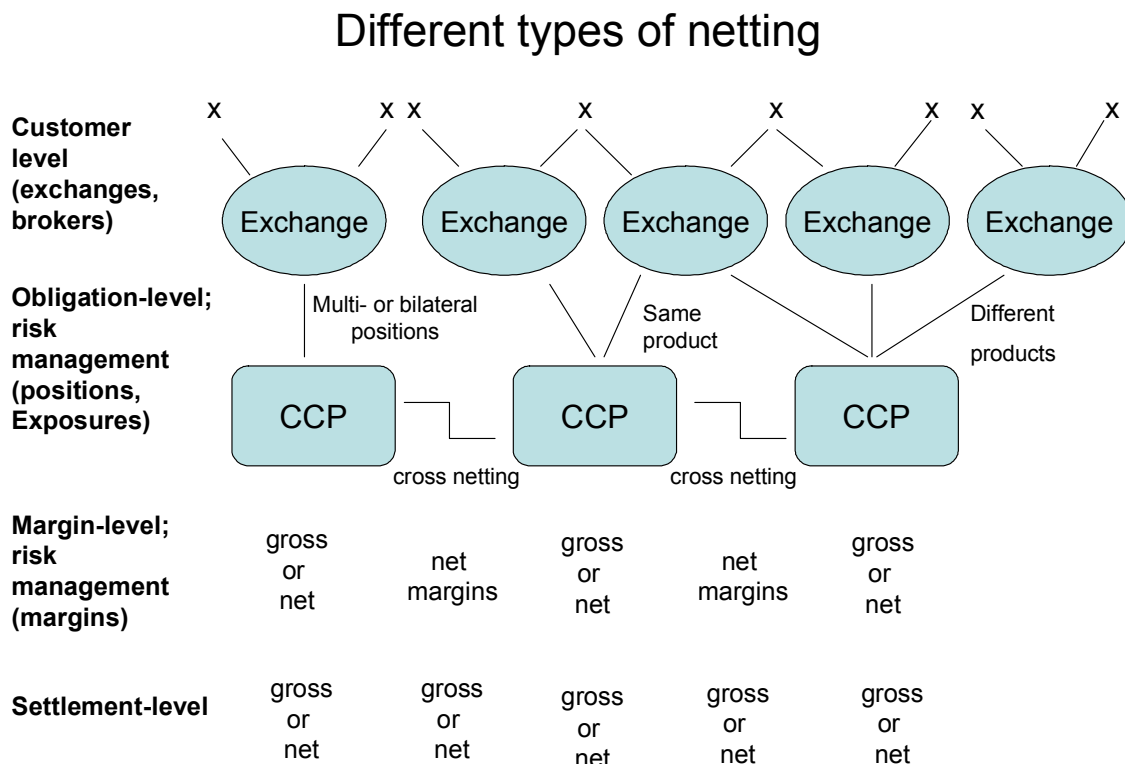 Different types of netting
x x x x x x x x
Customer
level
(exchanges,
brokers)
Exchange Exchange Exchange Exchange Exchange
Obligation-level;
risk
management
(positions,
Exposures)
Multi- or bilateral
positions
Same
product
Different
products
CCP CCP CCP
cross netting cross netting
Margin-level;
risk
management
(margins)
gross
or
net
net
margins
gross
or
net
net
margins
gross
or
net
Settlement-level
gross
or
net
gross
or
net
gross
or
net
gross
or
net
gross
or
net